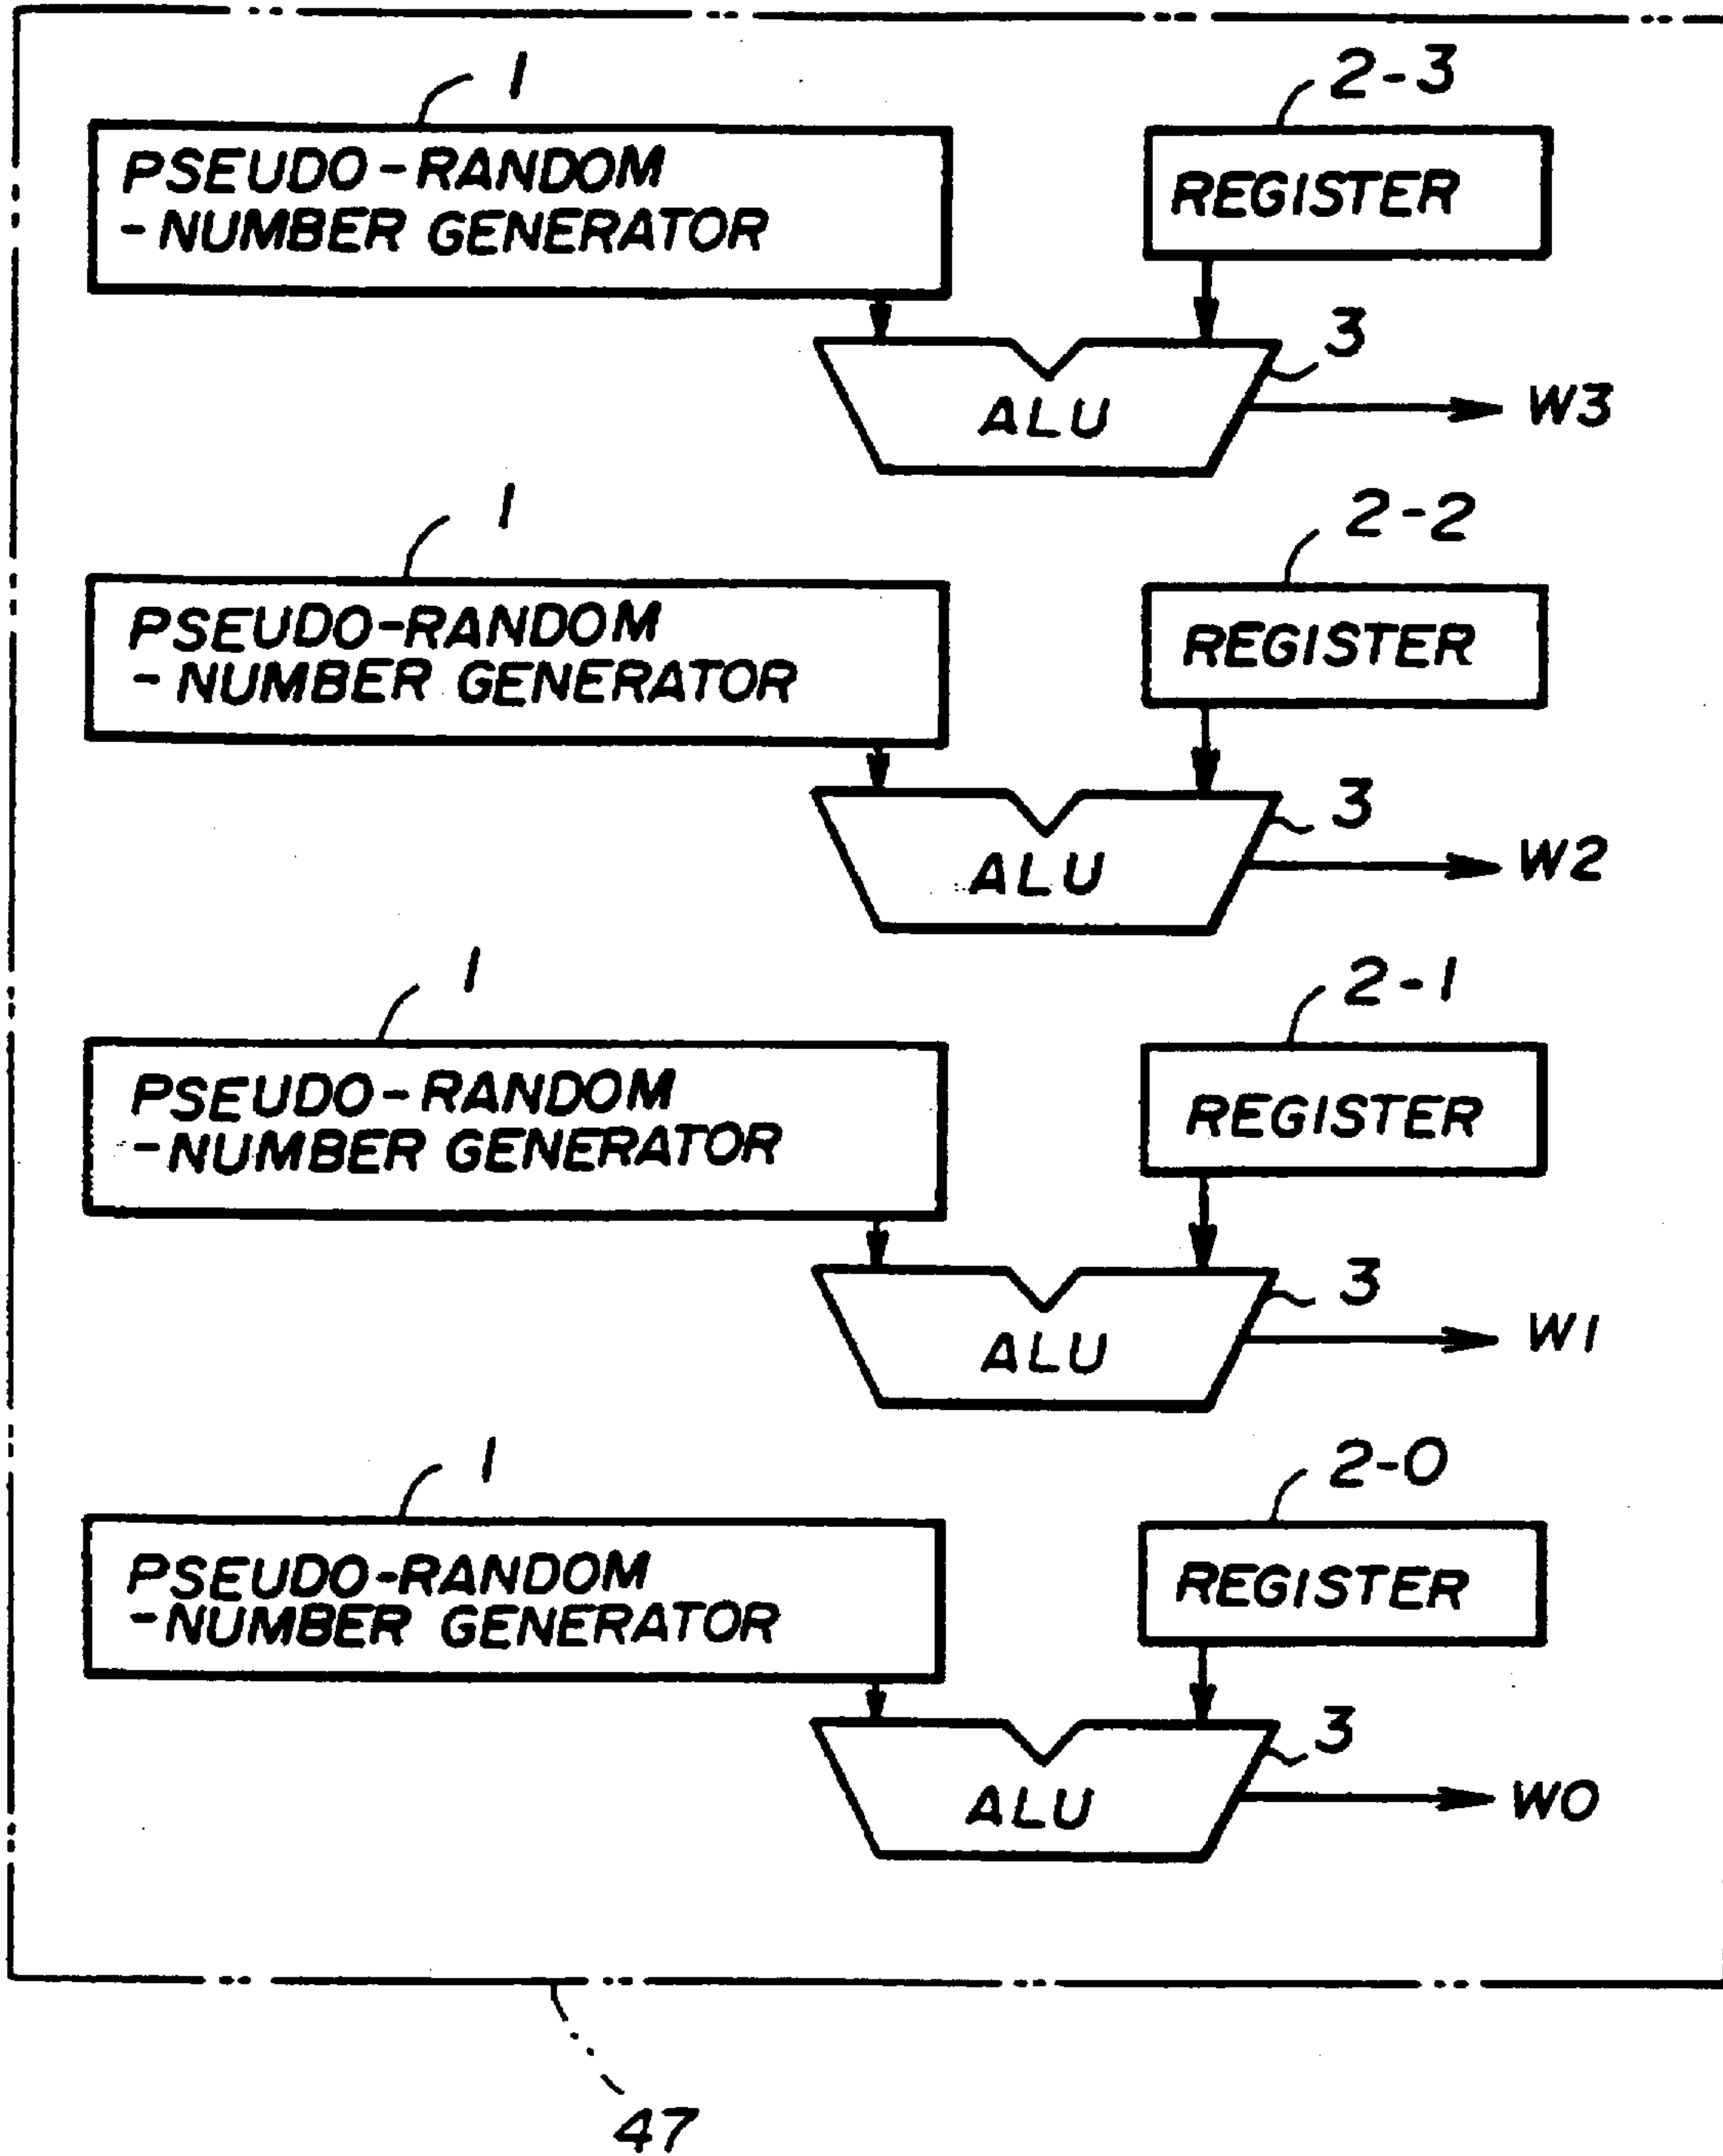 1
2-3
PSEUDO-RANDOM
-NUMBER GENERATOR
REGISTER
3
ALU
W3
1
2-2
PSEUDO-RANDOM
-NUMBER GENERATOR
REGISTER
3
ALU
W2
1
2-1
PSEUDO-RANDOM
-NUMBER GENERATOR
REGISTER
3
ALU
W1
1
2-0
PSEUDO-RANDOM
-NUMBER GENERATOR
REGISTER
3
ALU
W0
47